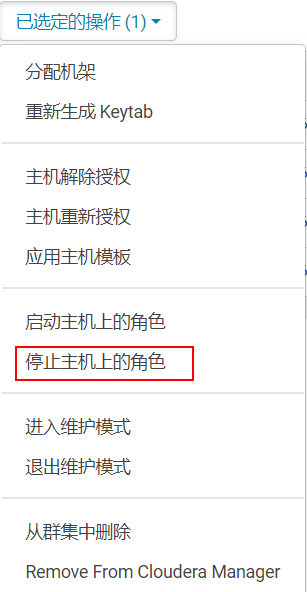 已选定的操作 (1)
分配机架
重新生成 Keytab
主机解除授权
主机重新授权
应用主机模板
启动主机上的角色
停止主机上的角色
进入维护模式
退出维护模式
从群集中删除
Remove From Cloudera Manager